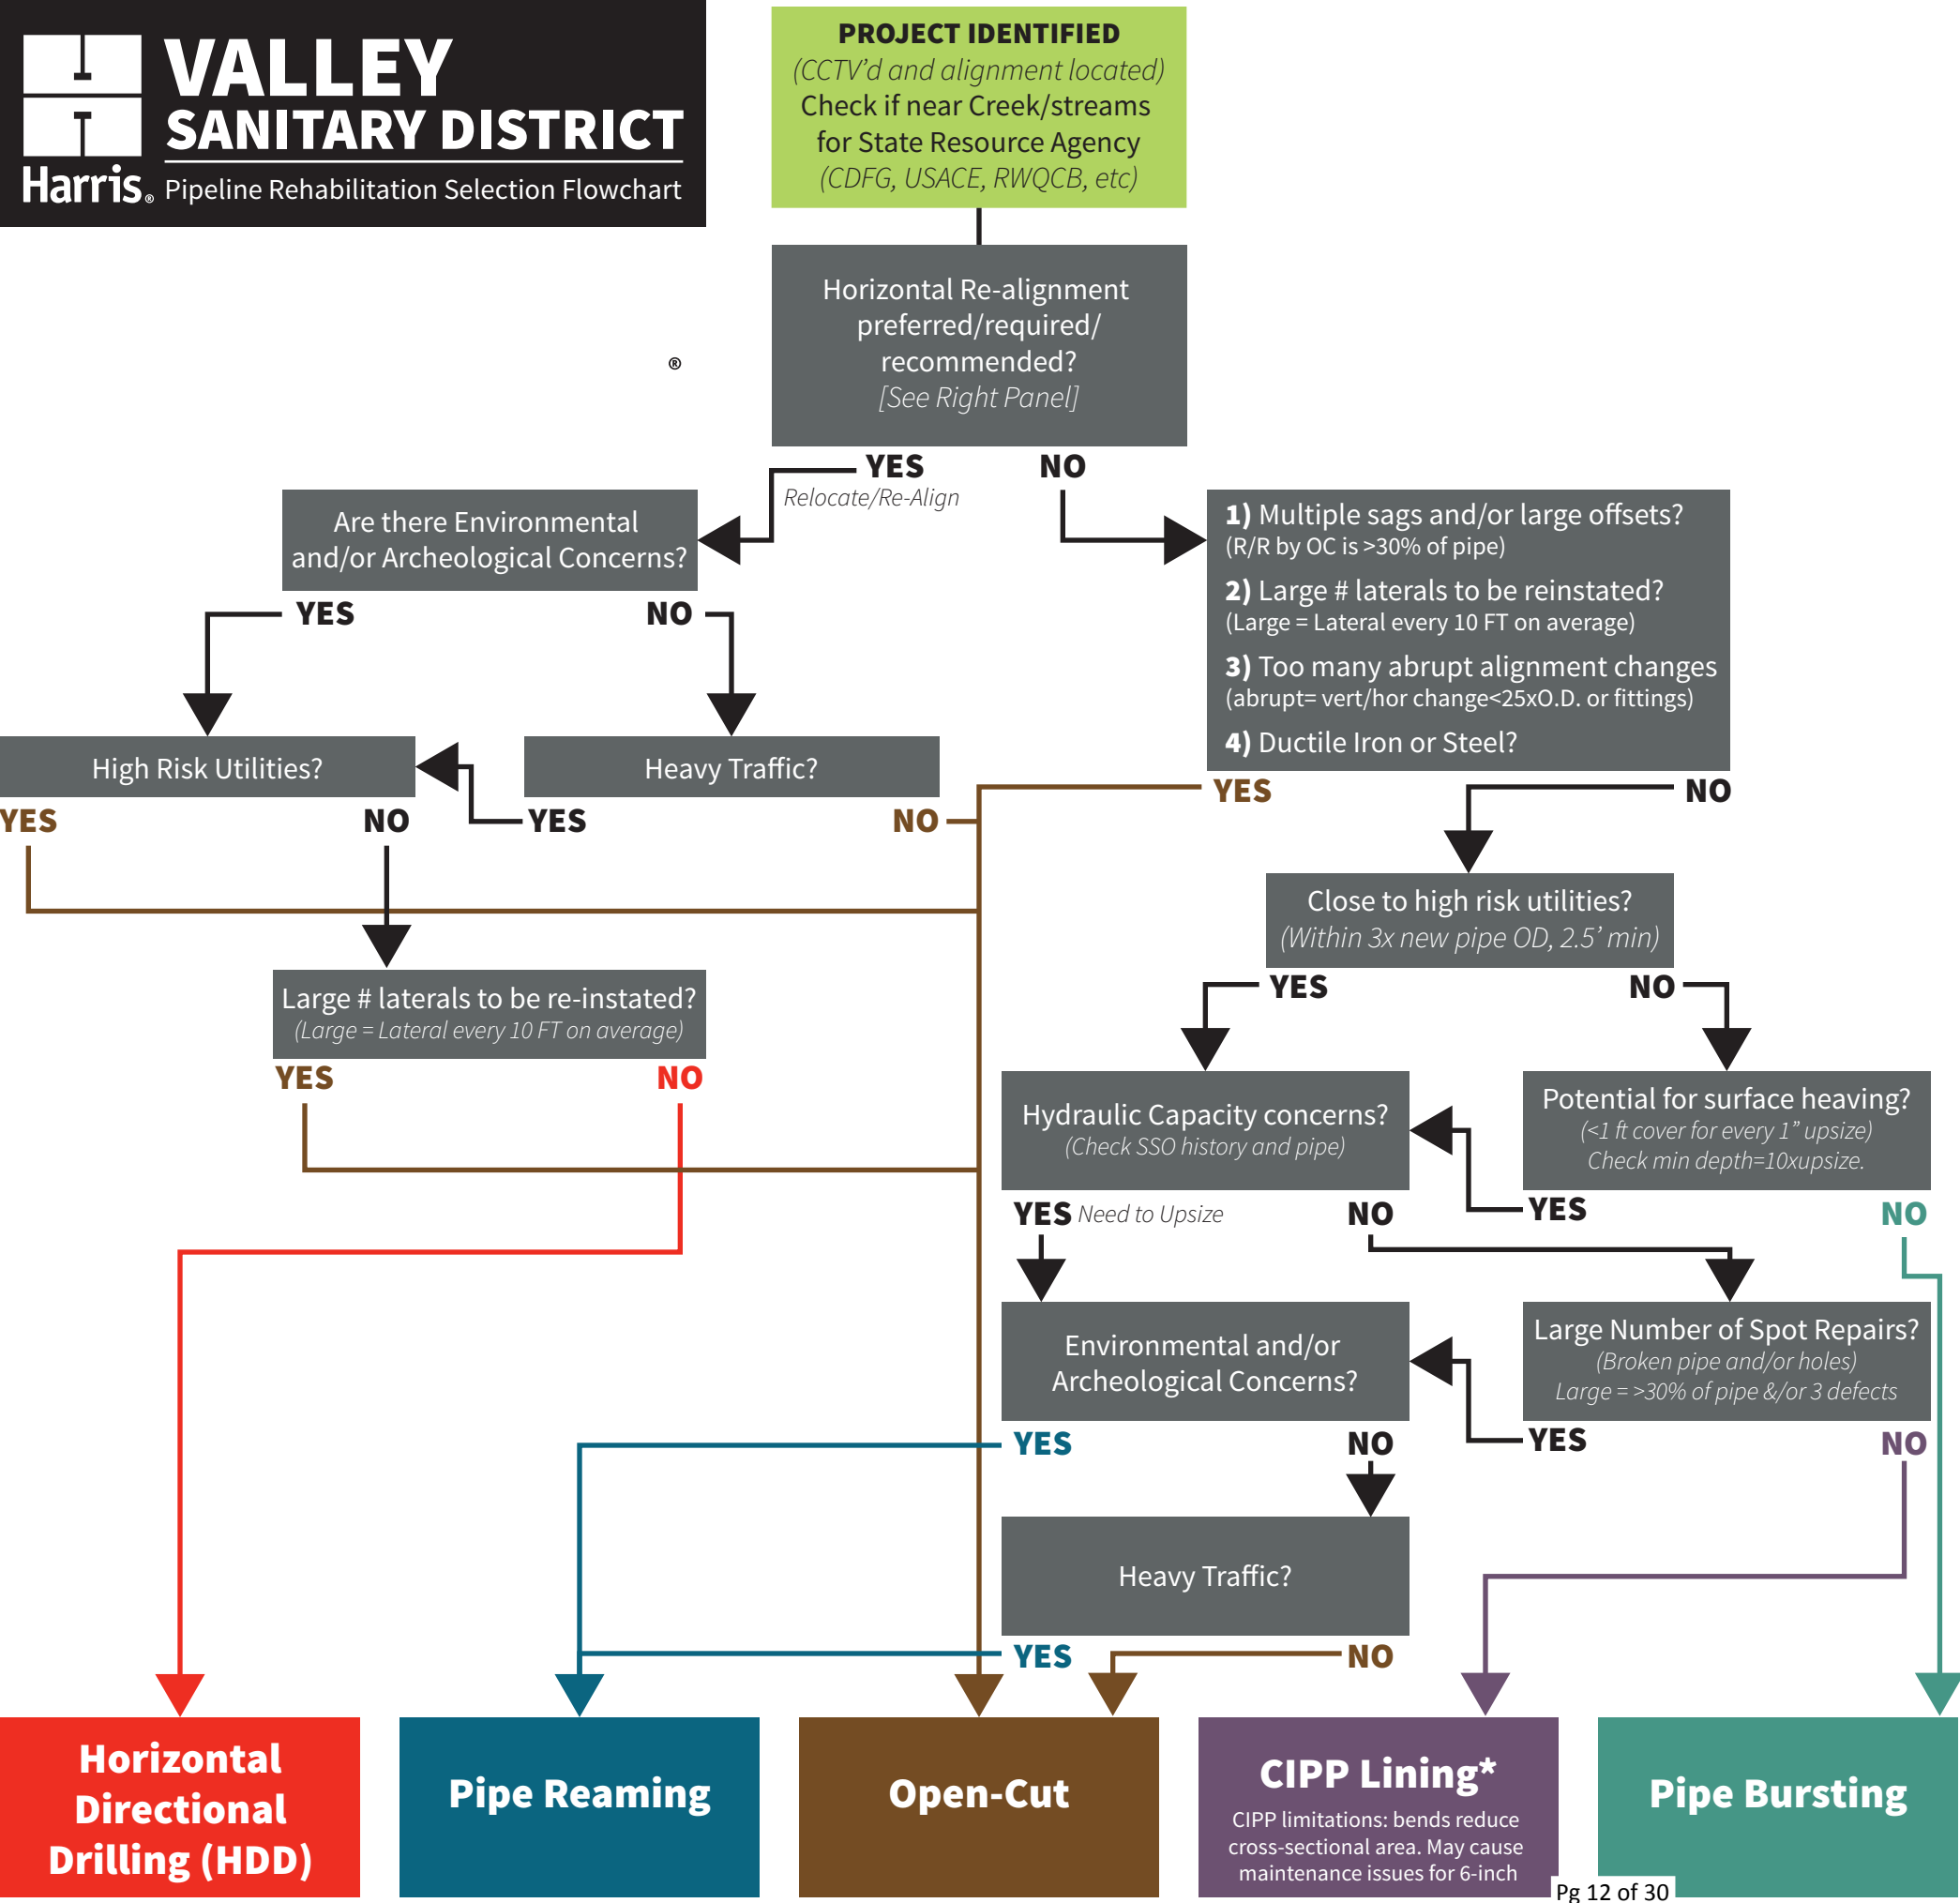 VALLEY
SANITARY DISTRICT
Harris® Pipeline Rehabilitation Selection Flowchart
PROJECT IDENTIFIED
(CCTV'd and alignment located)
Check if near Creek/streams
for State Resource Agency
(CDFG, USACE, RWQCB, etc)
Horizontal Re-alignment
preferred/required/
recommended?
[See Right Panel]
®
YES
Relocate/Re-Align
NO
Are there Environmental
and/or Archeological Concerns?
YES
NO
1) Multiple sags and/or large offsets?
(R/R by OC is >30% of pipe)
2) Large # laterals to be reinstated?
(Large = Lateral every 10 FT on average)
3) Too many abrupt alignment changes
(abrupt= vert/hor change<25xO.D. or fittings)
4) Ductile Iron or Steel?
YES
NO
High Risk Utilities?
YES
NO
Heavy Traffic?
YES
NO
Close to high risk utilities?
(Within 3x new pipe OD, 2.5' min)
YES
NO
Large # laterals to be re-instated?
(Large = Lateral every 10 FT on average)
YES
NO
Hydraulic Capacity concerns?
(Check SSO history and pipe)
YES Need to Upsize
NO
Potential for surface heaving?
(<1 ft cover for every 1” upsize)
Check min depth=10xupsize.
YES
NO
Environmental and/or
Archeological Concerns?
YES
NO
Large Number of Spot Repairs?
(Broken pipe and/or holes)
Large = >30% of pipe &/or 3 defects
YES
NO
Heavy Traffic?
YES
NO
Horizontal
Directional
Drilling (HDD)
Pipe Reaming
Open-Cut
CIPP Lining*
CIPP limitations: bends reduce
cross-sectional area. May cause
maintenance issues for 6-inch
Pipe Bursting
Pg 12 of 30